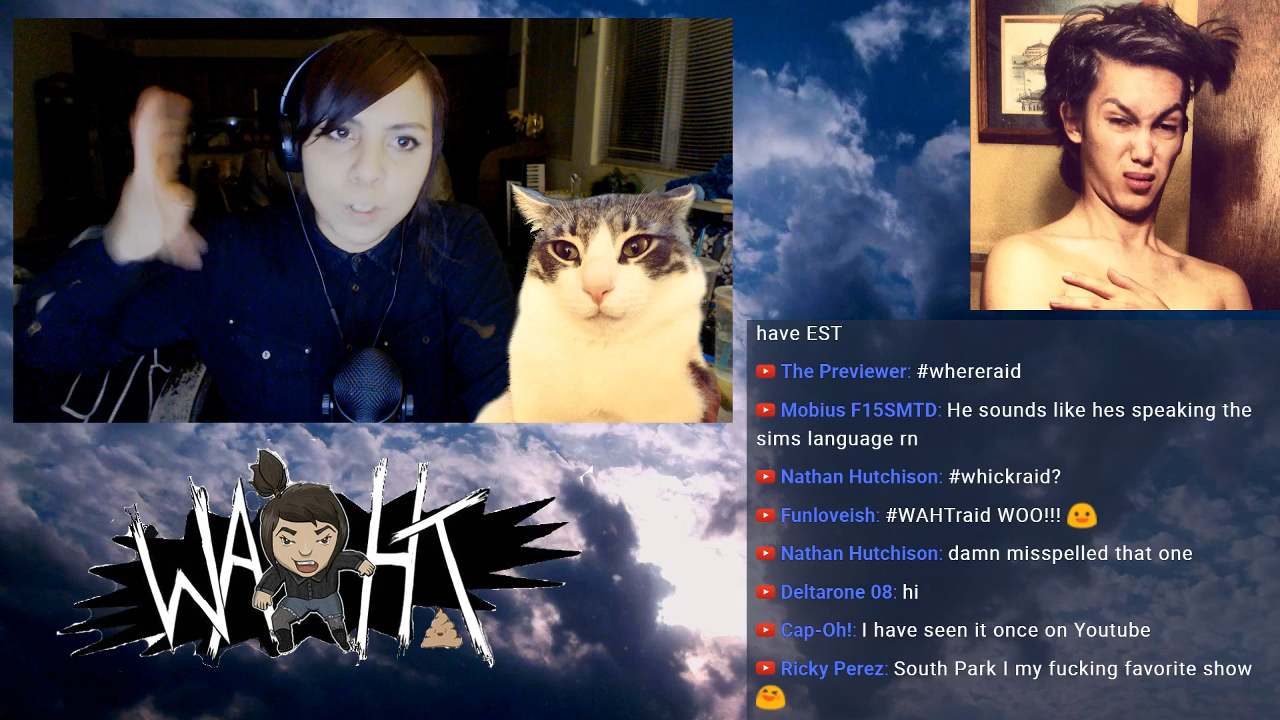 WAHT
have EST
The Previewer: #whereraid
Mobius F15SMTD: He sounds like hes speaking the
sims language rn
Nathan Hutchison: #whickraid?
Funloveish: #WAHTraid WOO!!!
Nathan Hutchison: damn misspelled that one
Deltarone 08: hi
Cap-Oh!: I have seen it once on Youtube
Ricky Perez: South Park I my fucking favorite show